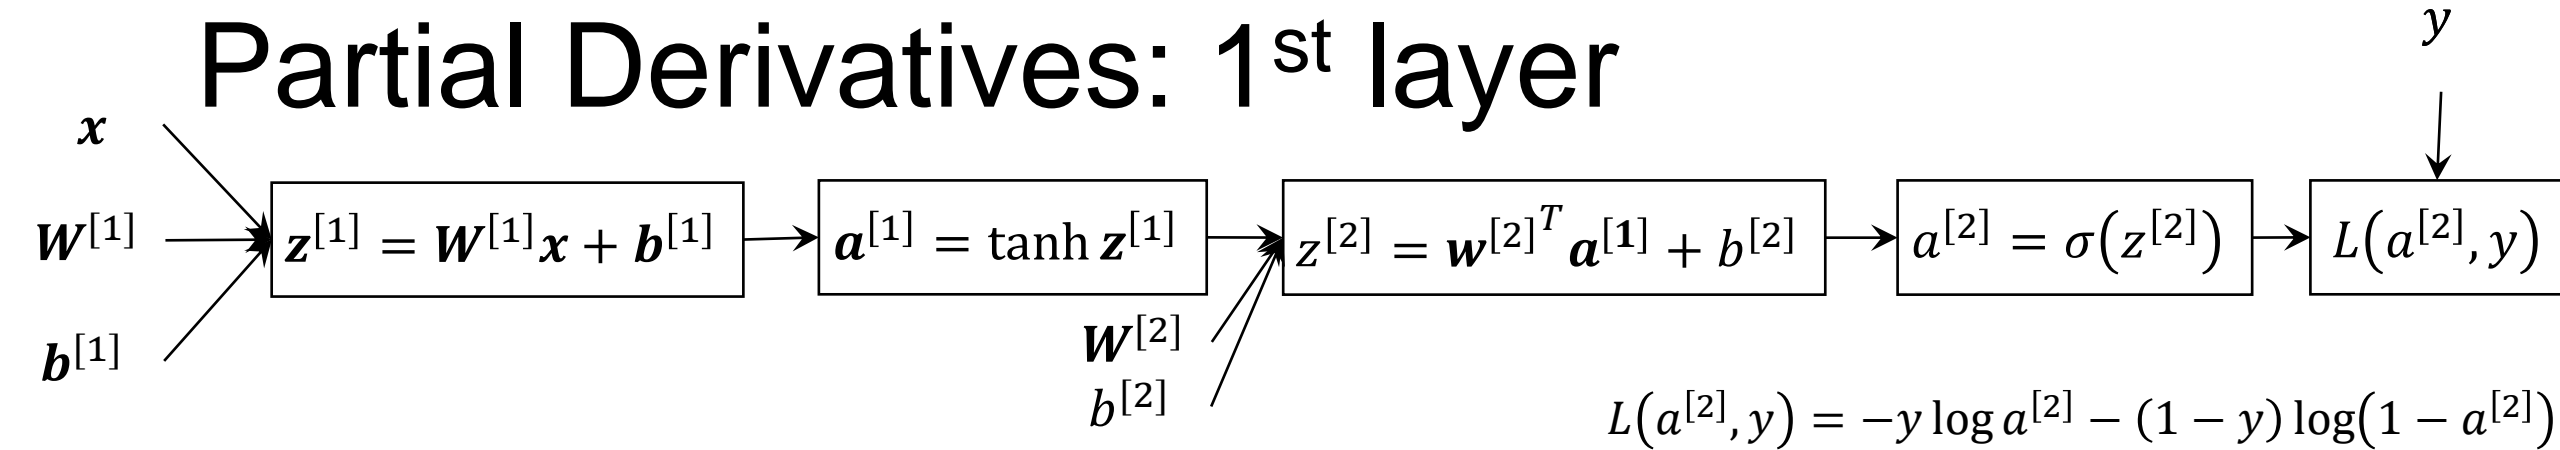 Partial Derivatives: 1st layer
y
x
W^[1]
b^[1]
z^[1] = W^[1]x + b^[1]
a^[1] = tanh z^[1]
z^[2] = w^[2]^T a^[1] + b^[2]
a^[2] = σ(z^[2])
L(a^[2], y)
W^[2]
b^[2]
L(a^[2], y) = −y log a^[2] − (1 − y) log(1 − a^[2])